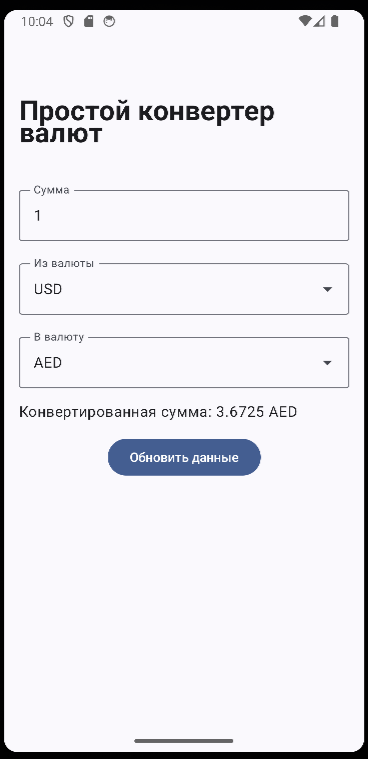 10:04
Простой конвертер
валют
Сумма
1
Из валюты
USD
В валюту
AED
Конвертированная сумма: 3.6725 AED
Обновить данные